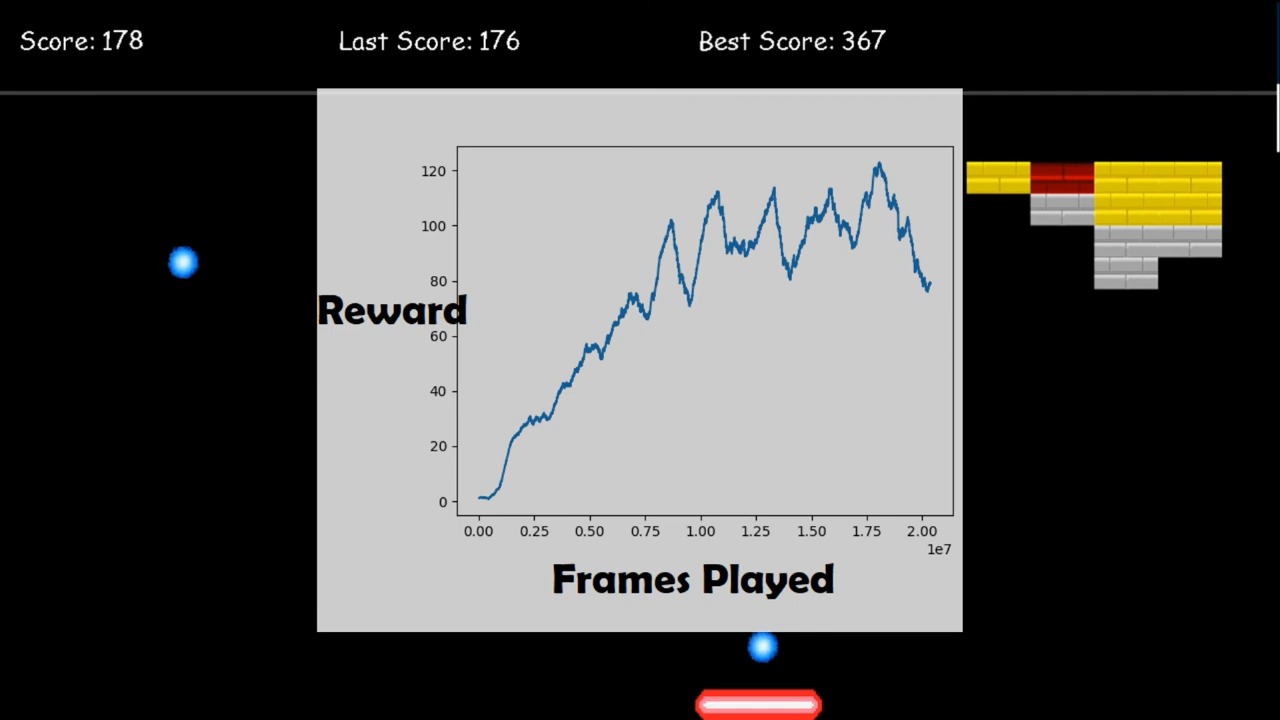 Score: 178 Last Score: 176 Best Score: 367
120
100
80
Reward
60
40
20
0
0.00 0.25 0.50 0.75 1.00 1.25 1.50 1.75 2.00
1e7
Frames Played